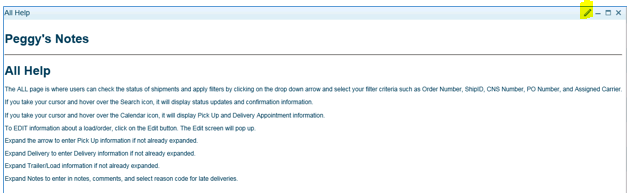 All Help
Peggy's Notes
All Help
The ALL page is where users can check the status of shipments and apply filters by clicking on the drop down arrow and select your filter criteria such as Order Number, ShipID, CNS Number, PO Number, and Assigned Carrier.
If you take your cursor and hover over the Search icon, it will display status updates and confirmation information.
If you take your cursor and hover over the Calendar icon, it will display Pick Up and Delivery Appointment information.
To EDIT information about a load/order, click on the Edit button. The Edit screen will pop up.
Expand the arrow to enter Pick Up information if not already expanded.
Expand Delivery to enter Delivery information if not already expanded.
Expand Trailer/Load information if not already expanded.
Expand Notes to enter in notes, comments, and select reason code for late deliveries.